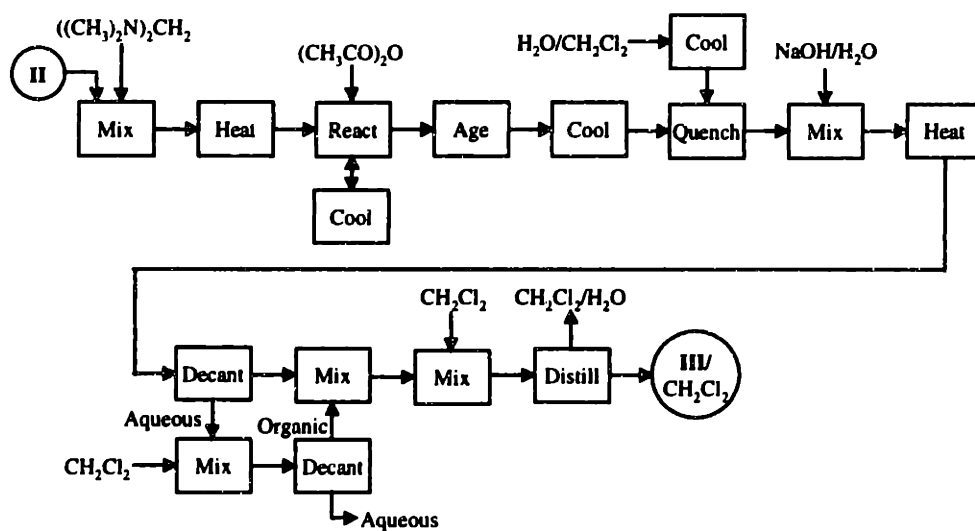 ((CH₃)₂N)₂CH₂
II
(CH₃CO)₂O
H₂O/CH₂Cl₂
Cool
NaOH/H₂O
Mix
Heat
React
Age
Cool
Quench
Mix
Heat
Cool
CH₂Cl₂
CH₂Cl₂/H₂O
Decant
Mix
Mix
Distill
III/
CH₂Cl₂
Aqueous
Organic
CH₂Cl₂
Mix
Decant
Aqueous